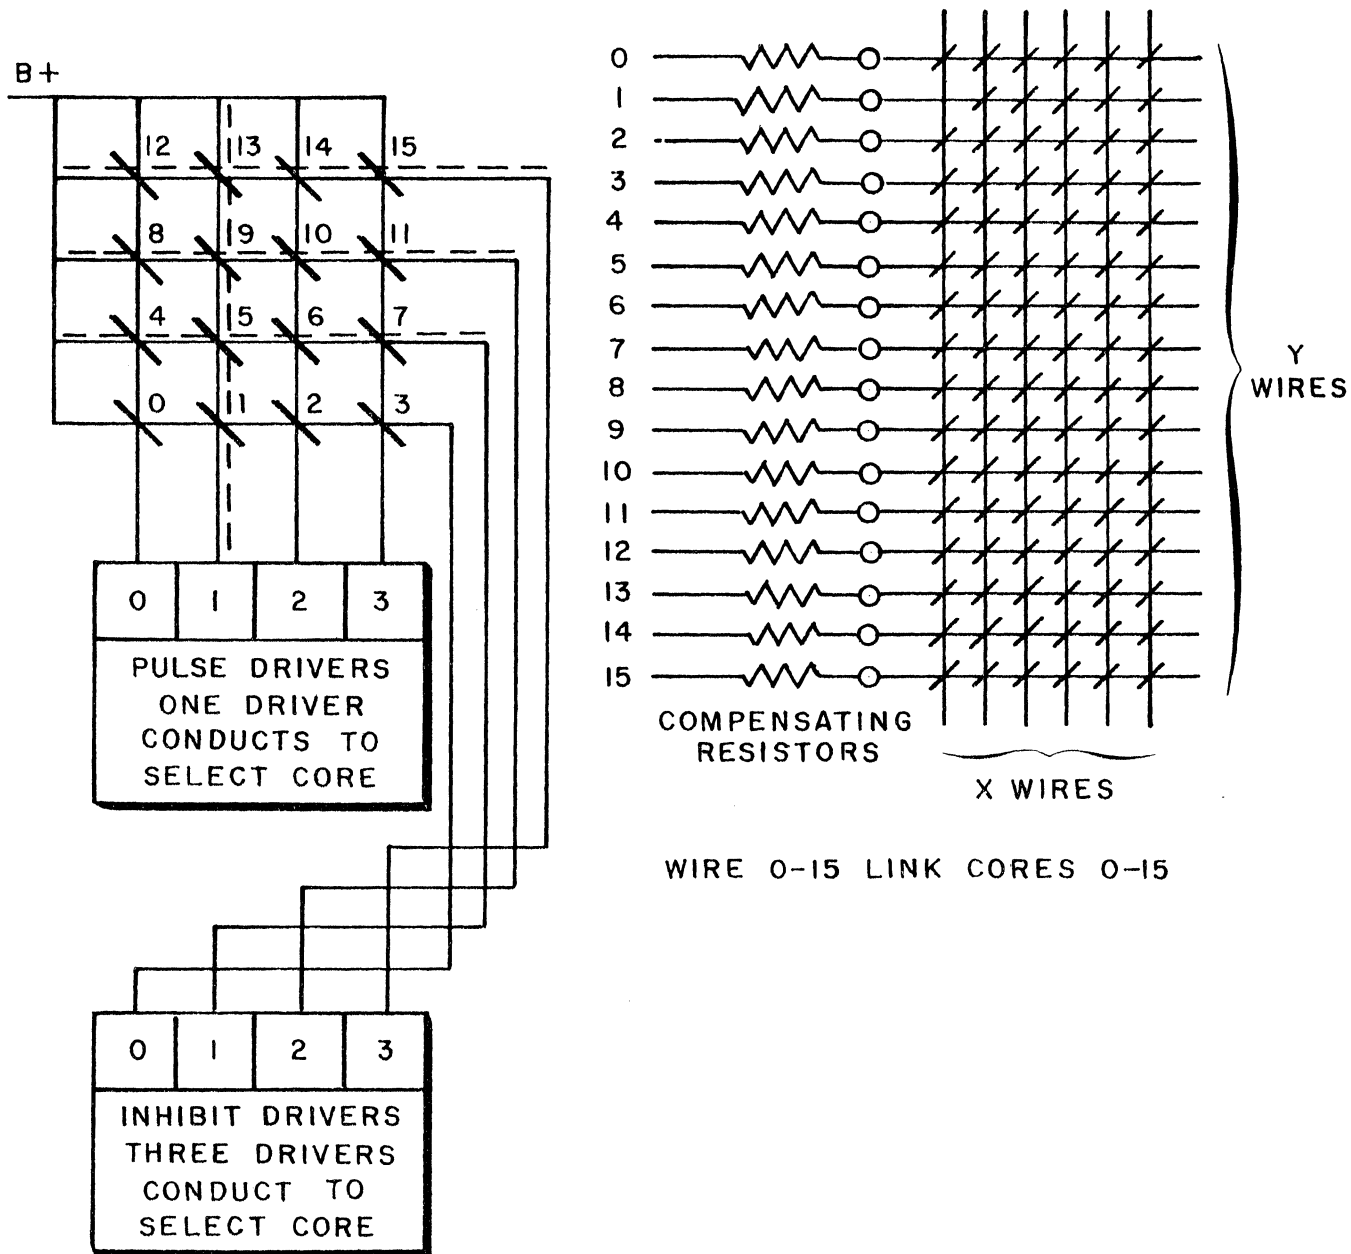 B+
12 13 14 15
8 9 10 11
4 5 6 7
0 1 2 3
0 1 2 3
PULSE DRIVERS
ONE DRIVER
CONDUCTS TO
SELECT CORE
0 1 2 3
INHIBIT DRIVERS
THREE DRIVERS
CONDUCT TO
SELECT CORE
0
1
2
3
4
5
6
7
8
9
10
11
12
13
14
15
COMPENSATING
RESISTORS
X WIRES
Y
WIRES
WIRE 0-15 LINK CORES 0-15